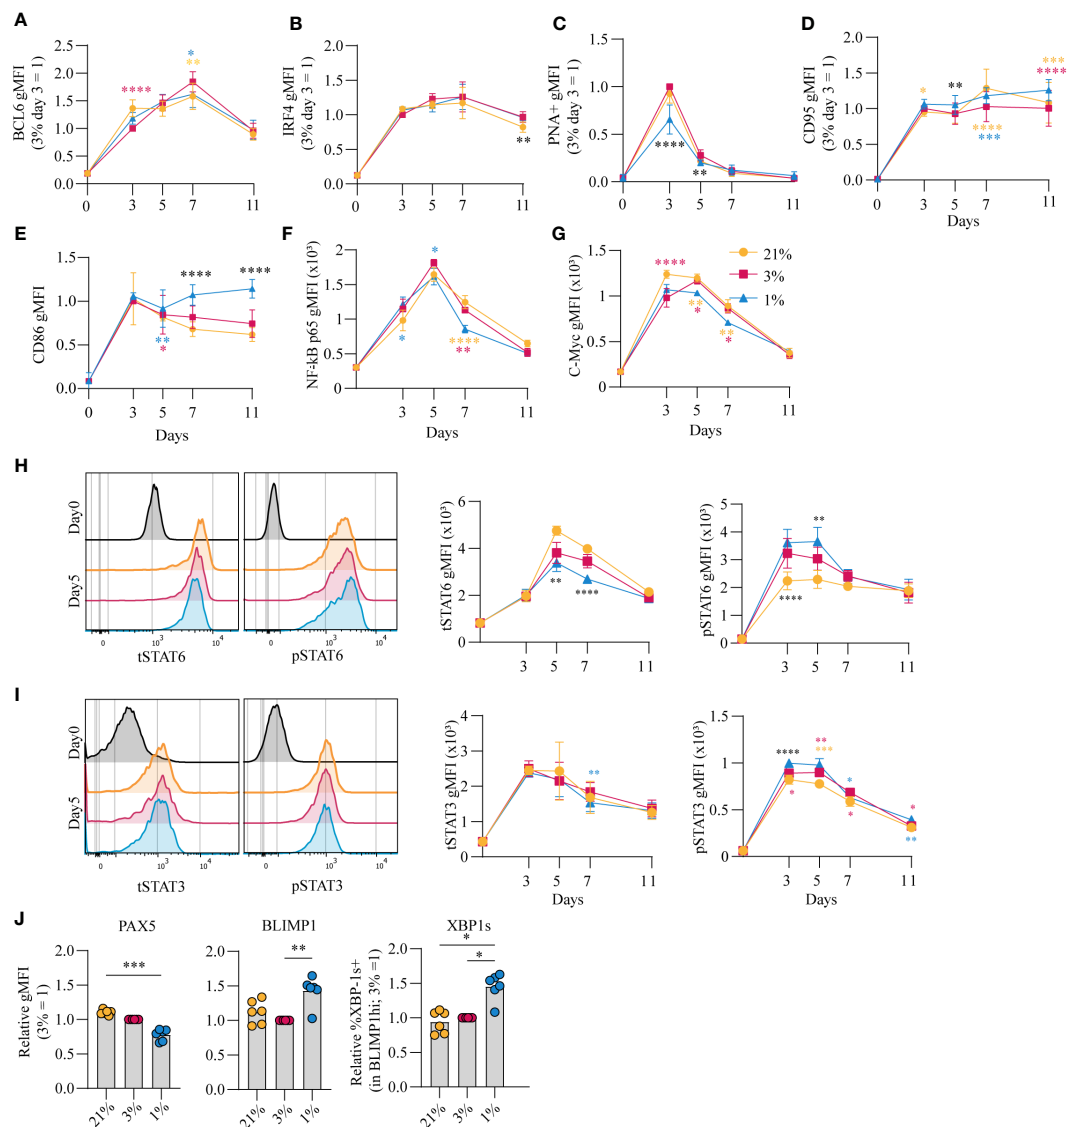 A
BCL6 gMFI
(3% day 3 = 1)
2.5
2.0
1.5
1.0
0.5
0.0
****
*
**
0 3 5 7 11
B
IRF4 gMFI
(3% day 3 = 1)
2.0
1.5
1.0
0.5
0.0
**
0 3 5 7 11
Days
C
PNA+ gMFI
(3% day 3 = 1)
1.5
1.0
0.5
0.0
****
**
0 3 5 7 11
Days
D
CD95 gMFI
(3% day 3 = 1)
2.0
1.5
1.0
0.5
0.0
*
**
****
***
***
****
0 3 5 7 11
Days
E
CD86 gMFI
1.5
1.0
0.5
0.0
**
*
****
****
0 3 5 7 11
Days
F
NF-kB p65 gMFI (x10³)
2
1.5
1
0.5
0
*
*
****
**
3 5 7 11
Days
G
C-Myc gMFI (x10³)
1.5
1
0.5
0
****
**
*
**
*
3 5 7 11
Days
21%
3%
1%
H
Day0
Day5
0 10³ 10⁴
tSTAT6
0 10³ 10⁴
pSTAT6
tSTAT6 gMFI (x10³)
6
4
2
0
**
****
3 5 7 11
pSTAT6 gMFI (x10³)
5
4
3
2
1
0
****
**
3 5 7 11
I
Day0
Day5
0 10³ 10⁴
tSTAT3
0 10³ 10⁴
pSTAT3
tSTAT3 gMFI (x10³)
4
3
2
1
0
**
3 5 7 11
Days
pSTAT3 gMFI (x10³)
1.5
1
0.5
0
****
*
**
***
*
*
*
**
3 5 7 11
Days
J
PAX5
Relative gMFI
(3% = 1)
2.0
1.5
1.0
0.5
0.0
***
21% 3% 1%
BLIMP1
2.0
1.5
1.0
0.5
0.0
**
21% 3% 1%
XBP1s
Relative %XBP-1s+
(in BLIMP1hi; 3% =1)
2.0
1.5
1.0
0.5
0.0
*
*
21% 3% 1%